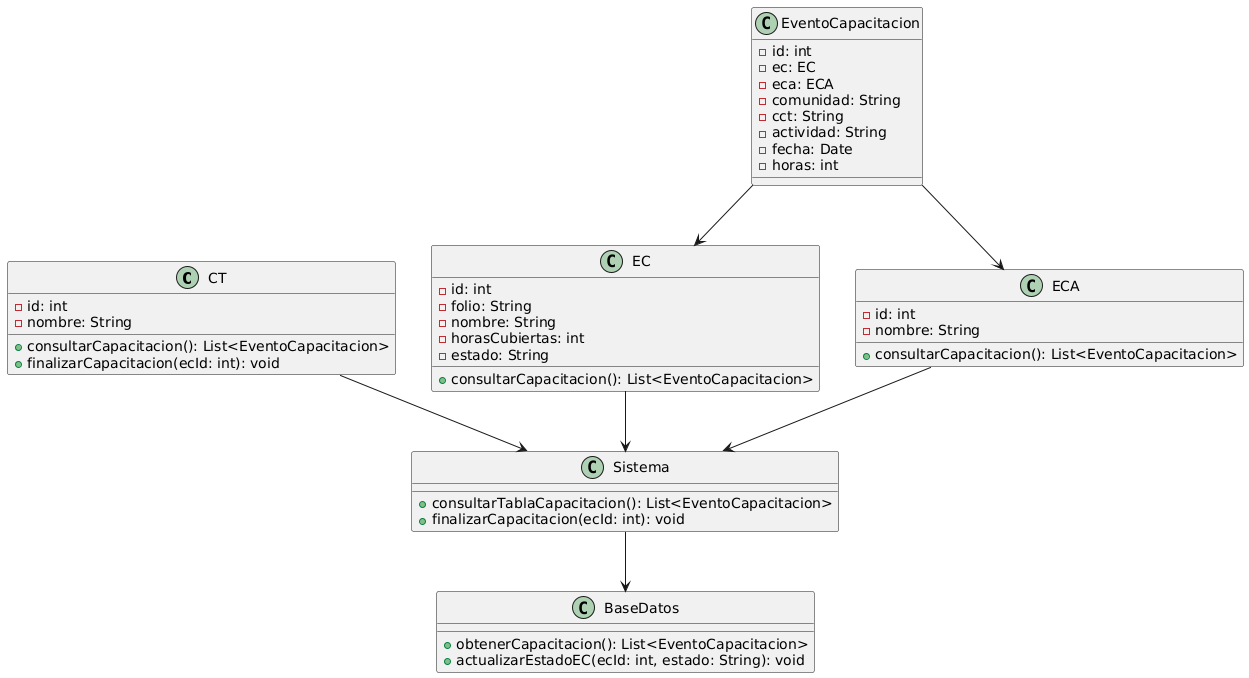 EventoCapacitacion
id: int
ec: EC
eca: ECA
comunidad: String
cct: String
actividad: String
fecha: Date
horas: int
CT
id: int
nombre: String
consultarCapacitacion(): List<EventoCapacitacion>
finalizarCapacitacion(ecId: int): void
EC
id: int
folio: String
nombre: String
horasCubiertas: int
estado: String
consultarCapacitacion(): List<EventoCapacitacion>
ECA
id: int
nombre: String
consultarCapacitacion(): List<EventoCapacitacion>
Sistema
consultarTablaCapacitacion(): List<EventoCapacitacion>
finalizarCapacitacion(ecId: int): void
BaseDatos
obtenerCapacitacion(): List<EventoCapacitacion>
actualizarEstadoEC(ecId: int, estado: String): void